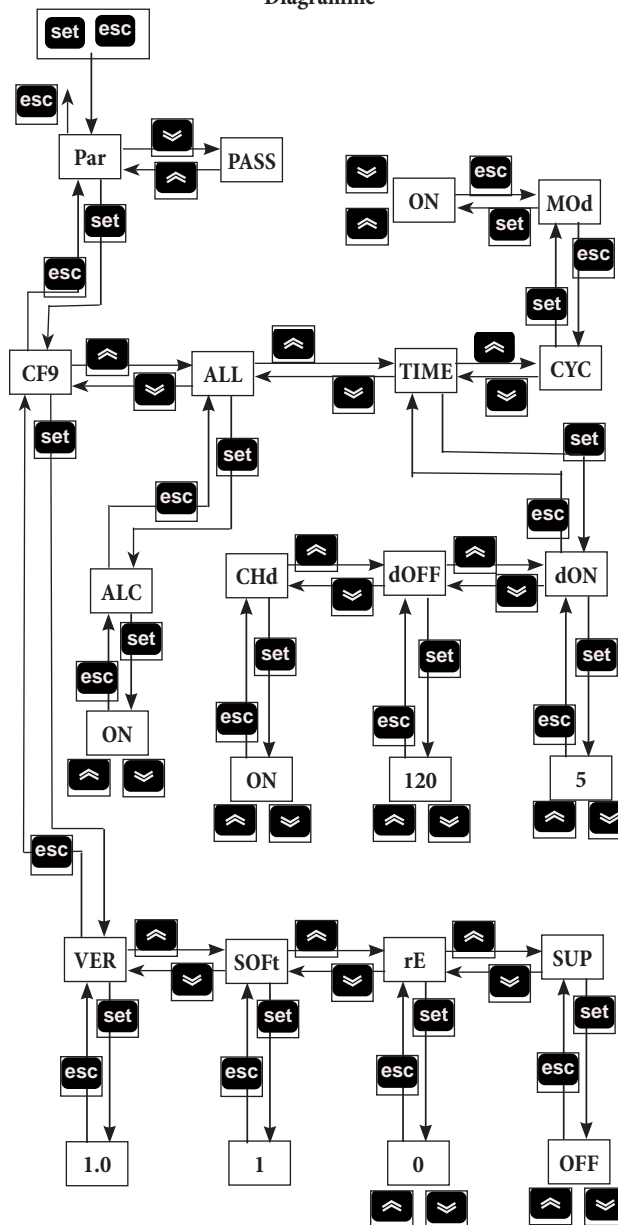 Diagramme
set esc
esc
Par
PASS
set
esc
ON
esc
MOd
set
esc
set
CF9
ALL
TIME
CYC
set
set
set
esc
esc
CHd
dOFF
dON
ALC
set
set
set
set
esc
esc
esc
esc
ON
ON
120
5
esc
VER
SOFt
rE
SUP
set
set
set
set
esc
esc
esc
esc
1.0
1
0
OFF